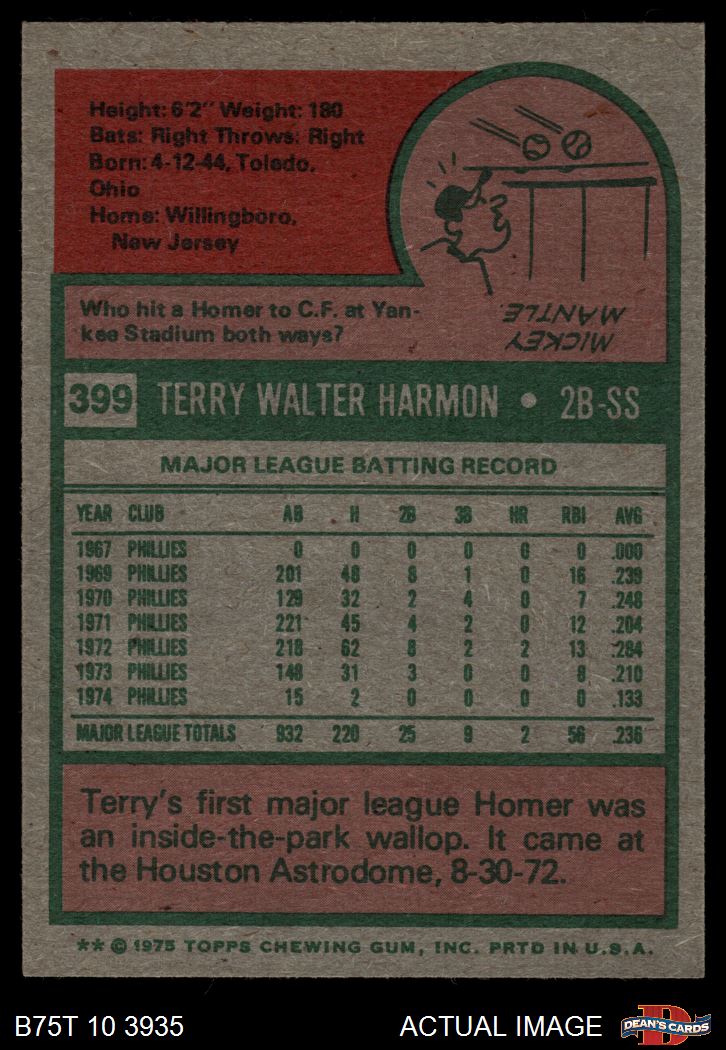 Height: 6'2" Weight: 180
Bats: Right Throws: Right
Born: 4-12-44, Toledo,
Ohio
Home: Willingboro,
New Jersey
Who hit a Homer to C.F. at Yan-
kee Stadium both ways?
MICKEY
MANTLE.
399 TERRY WALTER HARMON • 2B-SS
MAJOR LEAGUE BATTING RECORD
YEAR CLUB AB H 2B 3B HR RBI AVG
1967 PHILLIES 0 0 0 0 0 0 .000
1969 PHILLIES 201 48 8 1 0 16 .239
1970 PHILLIES 129 32 2 4 0 7 .248
1971 PHILLIES 221 45 4 2 0 12 .204
1972 PHILLIES 218 62 8 2 2 13 .284
1973 PHILLIES 148 31 3 0 0 8 .210
1974 PHILLIES 15 2 0 0 0 0 .133
MAJOR LEAGUE TOTALS 932 220 25 9 2 56 .236
Terry's first major league Homer was
an inside-the-park wallop. It came at
the Houston Astrodome, 8-30-72.
** © 1975 TOPPS CHEWING GUM, INC. PRTD IN U.S.A.
B75T 10 3935 ACTUAL IMAGE
DEAN'S CARDS